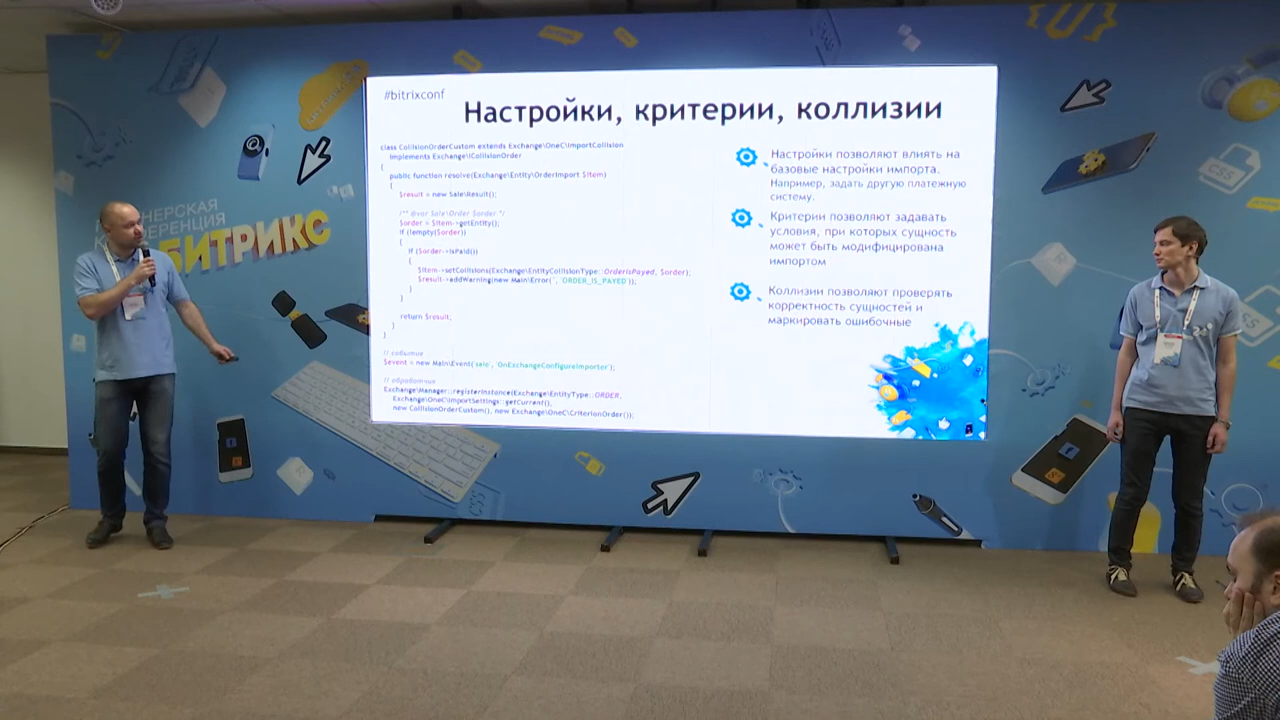 #bitrixconf
Настройки, критерии, коллизии
class CollisionOrderCustom extends Exchange\OneC\ImportCollision
implements Exchange\ICollisionOrder
{
public function resolve(Exchange\Entity\OrderImport $item)
{
$result = new Sale\Result();
/** @var Sale\Order $order */
$order = $item->getEntity();
if (!empty($order))
{
if ($order->isPaid())
{
$item->setCollisions(Exchange\EntityCollisionType::OrderIsPayed, $order);
$result->addWarning(new Main\Error('', 'ORDER_IS_PAYED'));
}
}
return $result;
}
}
// событие
$event = new Main\Event('sale', 'OnExchangeConfigureImporter');
// обработчик
Exchange\Manager::registerInstance(Exchange\EntityType::ORDER,
Exchange\OneC\ImportSettings::getCurrent(),
new CollisionOrderCustom(), new Exchange\OneC\CriterionOrder());
Настройки позволяют влиять на
базовые настройки импорта.
Например, задать другую платежную
систему.
Критерии позволяют задавать
условия, при которых сущность
может быть модифицирована
импортом
Коллизии позволяют проверять
корректность сущностей и
маркировать ошибочные
НЕРСКАЯ
ФЕРЕНЦИЯ
БИТРИКС
CSS
CSS